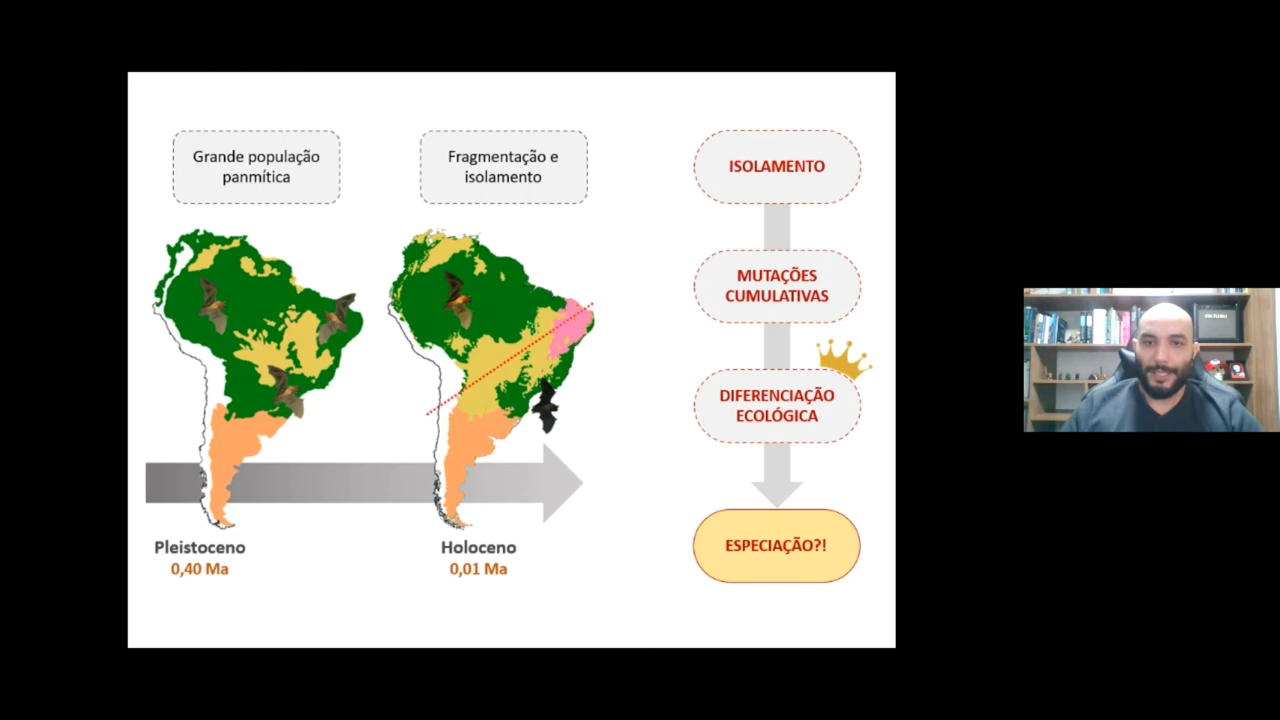 Grande população
panmítica
Fragmentação e
isolamento
ISOLAMENTO
MUTAÇÕES
CUMULATIVAS
DIFERENCIAÇÃO
ECOLÓGICA
ESPECIAÇÃO?!
Pleistoceno
0,40 Ma
Holoceno
0,01 Ma